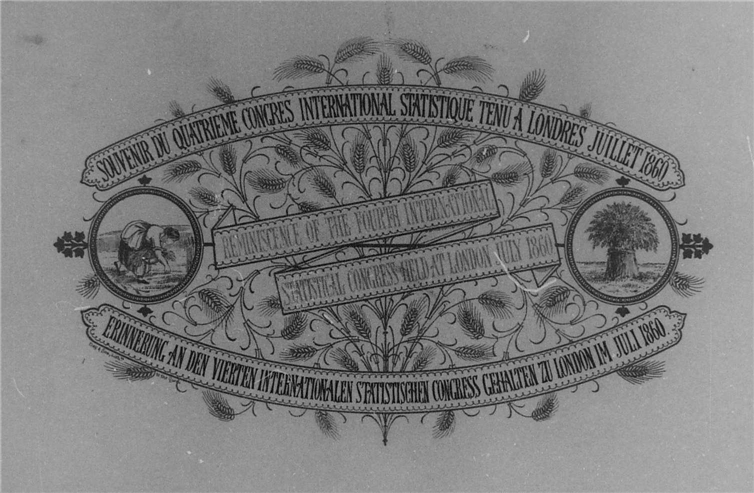 SOUVENIR DU QUATRIEME CONGRES INTERNATIONAL STATISTIQUE TENU A LONDRES JUILLET 1860
REMINISCENCE OF THE FOURTH INTERNATIONAL
STATISTICAL CONGRESS HELD AT LONDON JULY 1860
ERINNERUNG AN DEN VIERTEN INTERNATIONALEN STATISTISCHEN CONGRESS GEHALTEN ZU LONDON IM JULI 1860